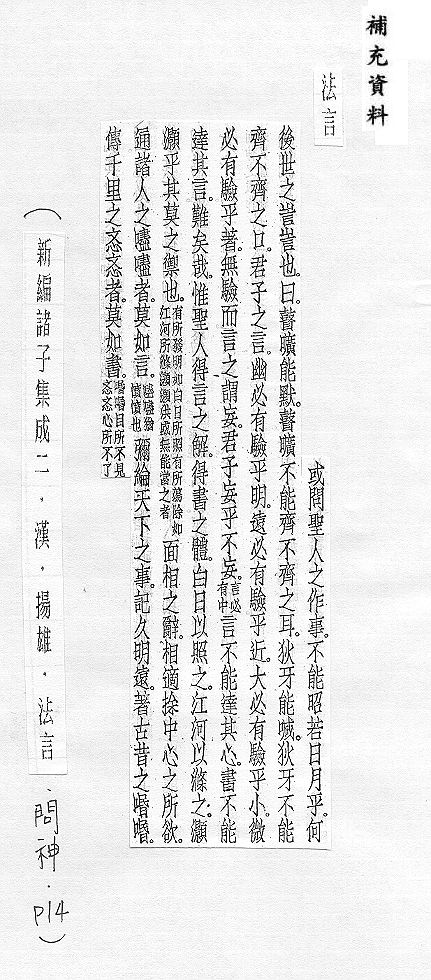 補充資料
法言
或問聖人之作事。不能昭若日月乎。何
後世之訔訔也。曰。瞽曠能默。瞽曠不能齊不齊之耳。狄牙能喊。狄牙不能
齊不齊之口。君子之言。幽必有驗乎明。遠必有驗乎近。大必有驗乎小。微
必有驗乎著。無驗而言之謂妄。君子妄乎不妄。言必有中言不能達其心。書不能
達其言。難矣哉。惟聖人得言之解。得書之體。白日以照之。江河以滌之。灝
灝乎其莫之禦也。有所發明如白日所照有所蕩除如江河所滌灝灝洪盛無能當之者面相之辭。相適捈中心之所欲。
通諸人之嚍嚍者。莫如言。嚍嚍猶憤憤也彌綸天下之事。記久明遠。著古昔之㖧㖧。
傳千里之忞忞者。莫如書。㖧㖧目所不見忞忞心所不了
(新編諸子集成二．漢．揚雄．法言．問神．p14)